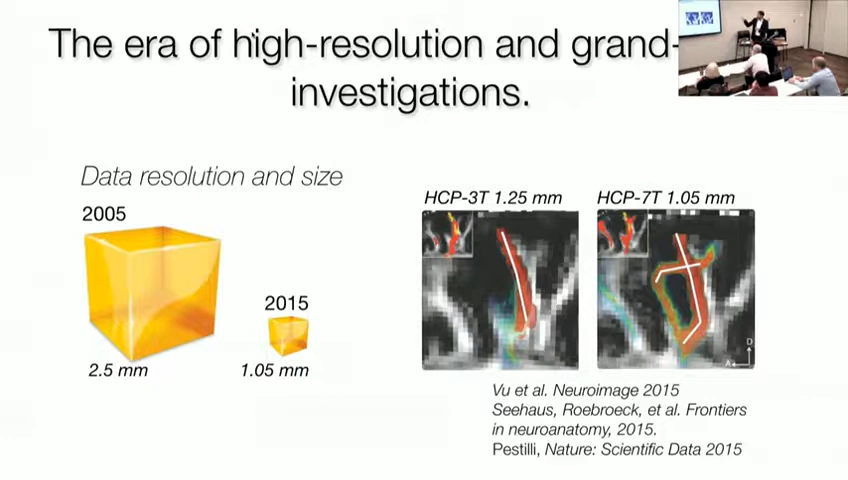 The era of high-resolution and grand-
investigations.
Data resolution and size
2005
2015
2.5 mm
1.05 mm
HCP-3T 1.25 mm
HCP-7T 1.05 mm
D
A
Vu et al. Neuroimage 2015
Seehaus, Roebroeck, et al. Frontiers
in neuroanatomy, 2015.
Pestilli, Nature: Scientific Data 2015